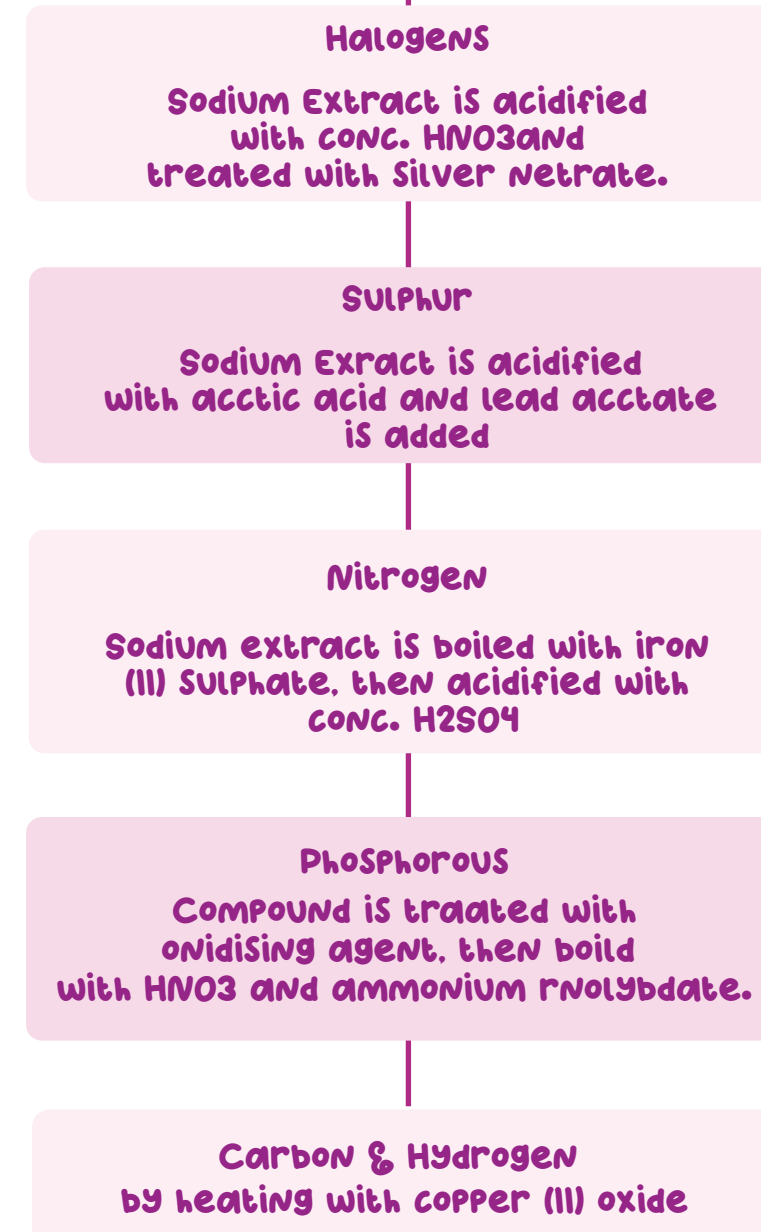 Halogens
Sodium Extract is acidified
with conc. HNO3and
treated with Silver Netrate.
Sulphur
Sodium Exract is acidified
with acctic acid and lead acctate
is added
Nitrogen
Sodium extract is boiled with iron
(II) Sulphate, then acidified with
conc. H2SO4
Phosphorous
Compound is traated with
onidising agent, then boild
with HNO3 and ammonium rnolybdate.
Carbon & Hydrogen
by heating with copper (II) oxide